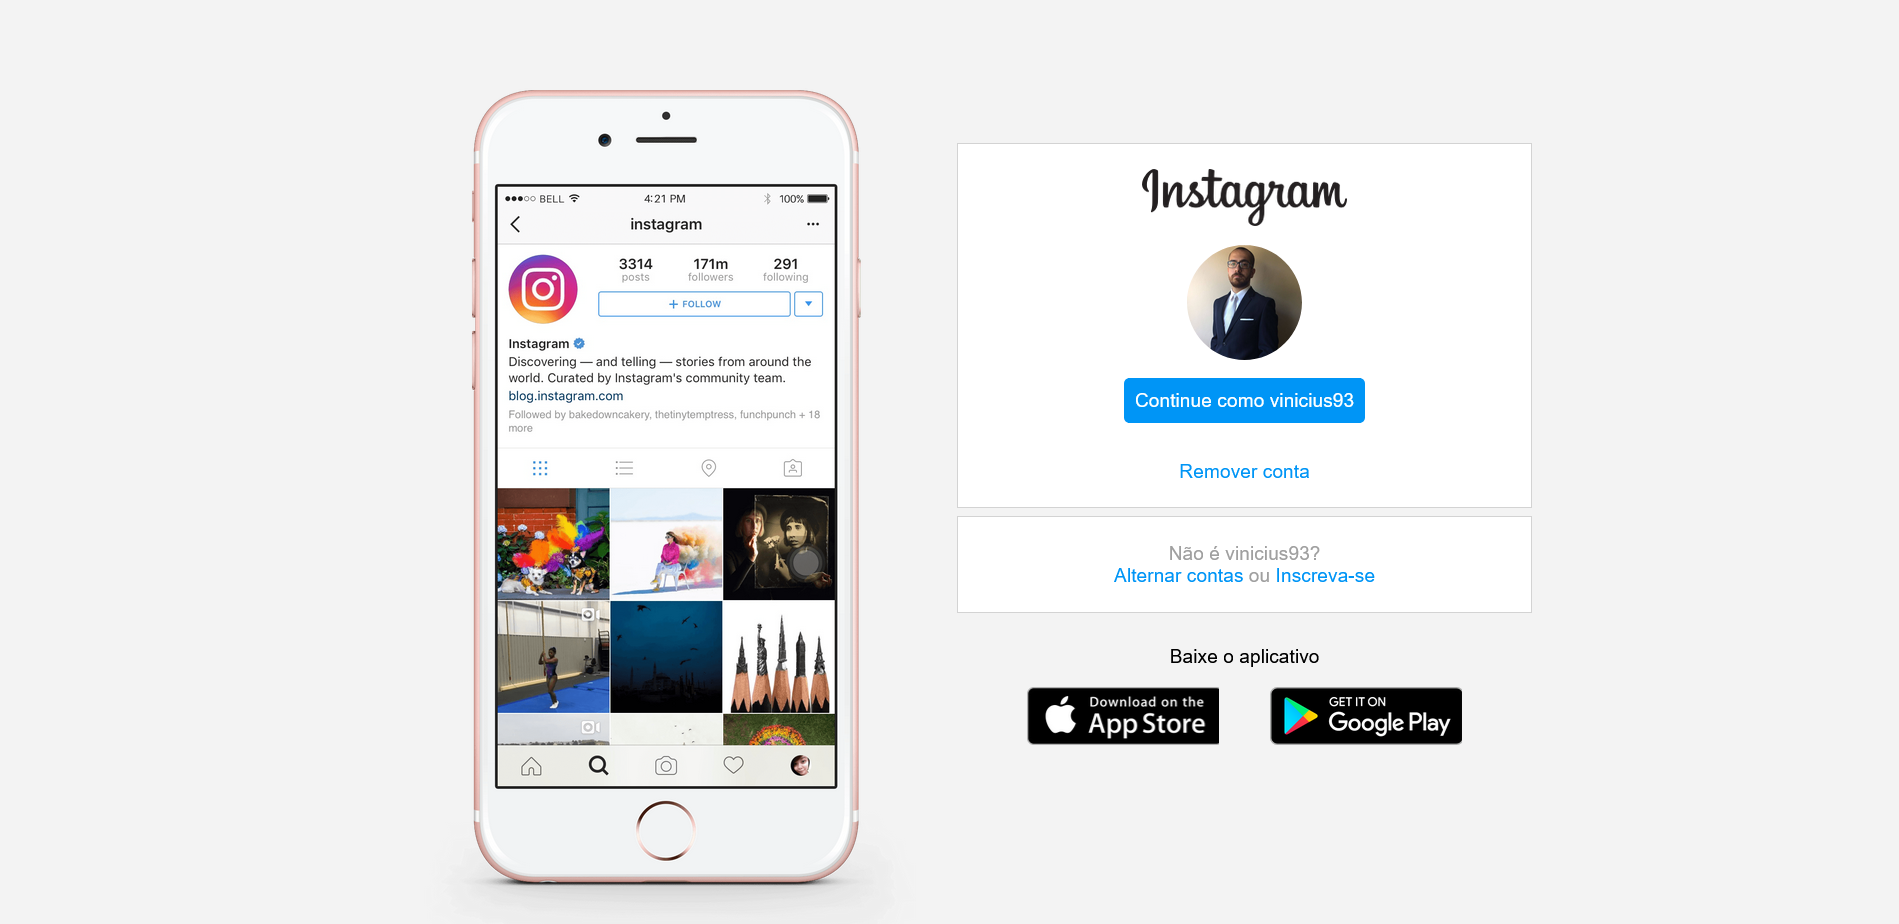 BELL 4:21 PM 100%
instagram
3314 171m 291
posts followers following
+ FOLLOW
Instagram
Discovering — and telling — stories from around the
world. Curated by Instagram's community team.
blog.instagram.com
Followed by bakedowncakery, thetinytemptress, funchpunch + 18
more
Instagram
Continue como vinicius93
Remover conta
Não é vinicius93?
Alternar contas ou Inscreva-se
Baixe o aplicativo
Download on the
App Store
GET IT ON
Google Play